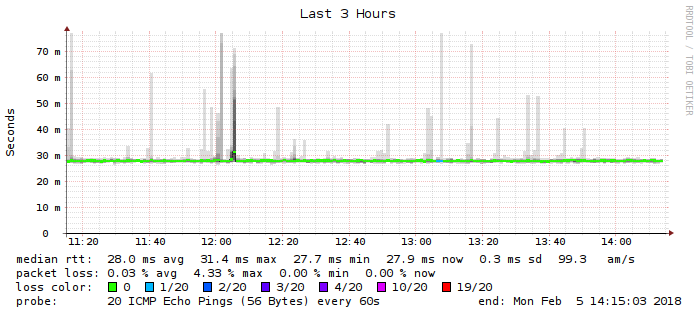 Last 3 Hours
RRDTOOL / TOBI OETIKER
Seconds
70 m
60 m
50 m
40 m
30 m
20 m
10 m
0
11:20 11:40 12:00 12:20 12:40 13:00 13:20 13:40 14:00
median rtt: 28.0 ms avg 31.4 ms max 27.7 ms min 27.9 ms now 0.3 ms sd 99.3 am/s
packet loss: 0.03 % avg 4.33 % max 0.00 % min 0.00 % now
loss color: 0 1/20 2/20 3/20 4/20 10/20 19/20
probe: 20 ICMP Echo Pings (56 Bytes) every 60s end: Mon Feb 5 14:15:03 2018